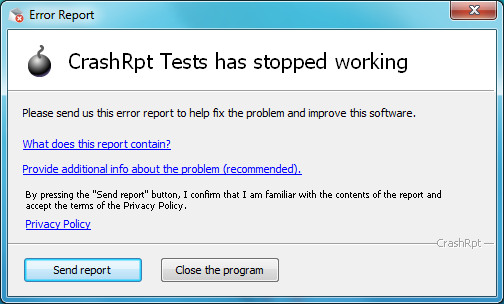 Error Report
CrashRpt Tests has stopped working
Please send us this error report to help fix the problem and improve this software.
What does this report contain?
Provide additional info about the problem (recommended).
By pressing the "Send report" button, I confirm that I am familiar with the contents of the report and
accept the terms of the Privacy Policy.
Privacy Policy
CrashRpt
Send report
Close the program